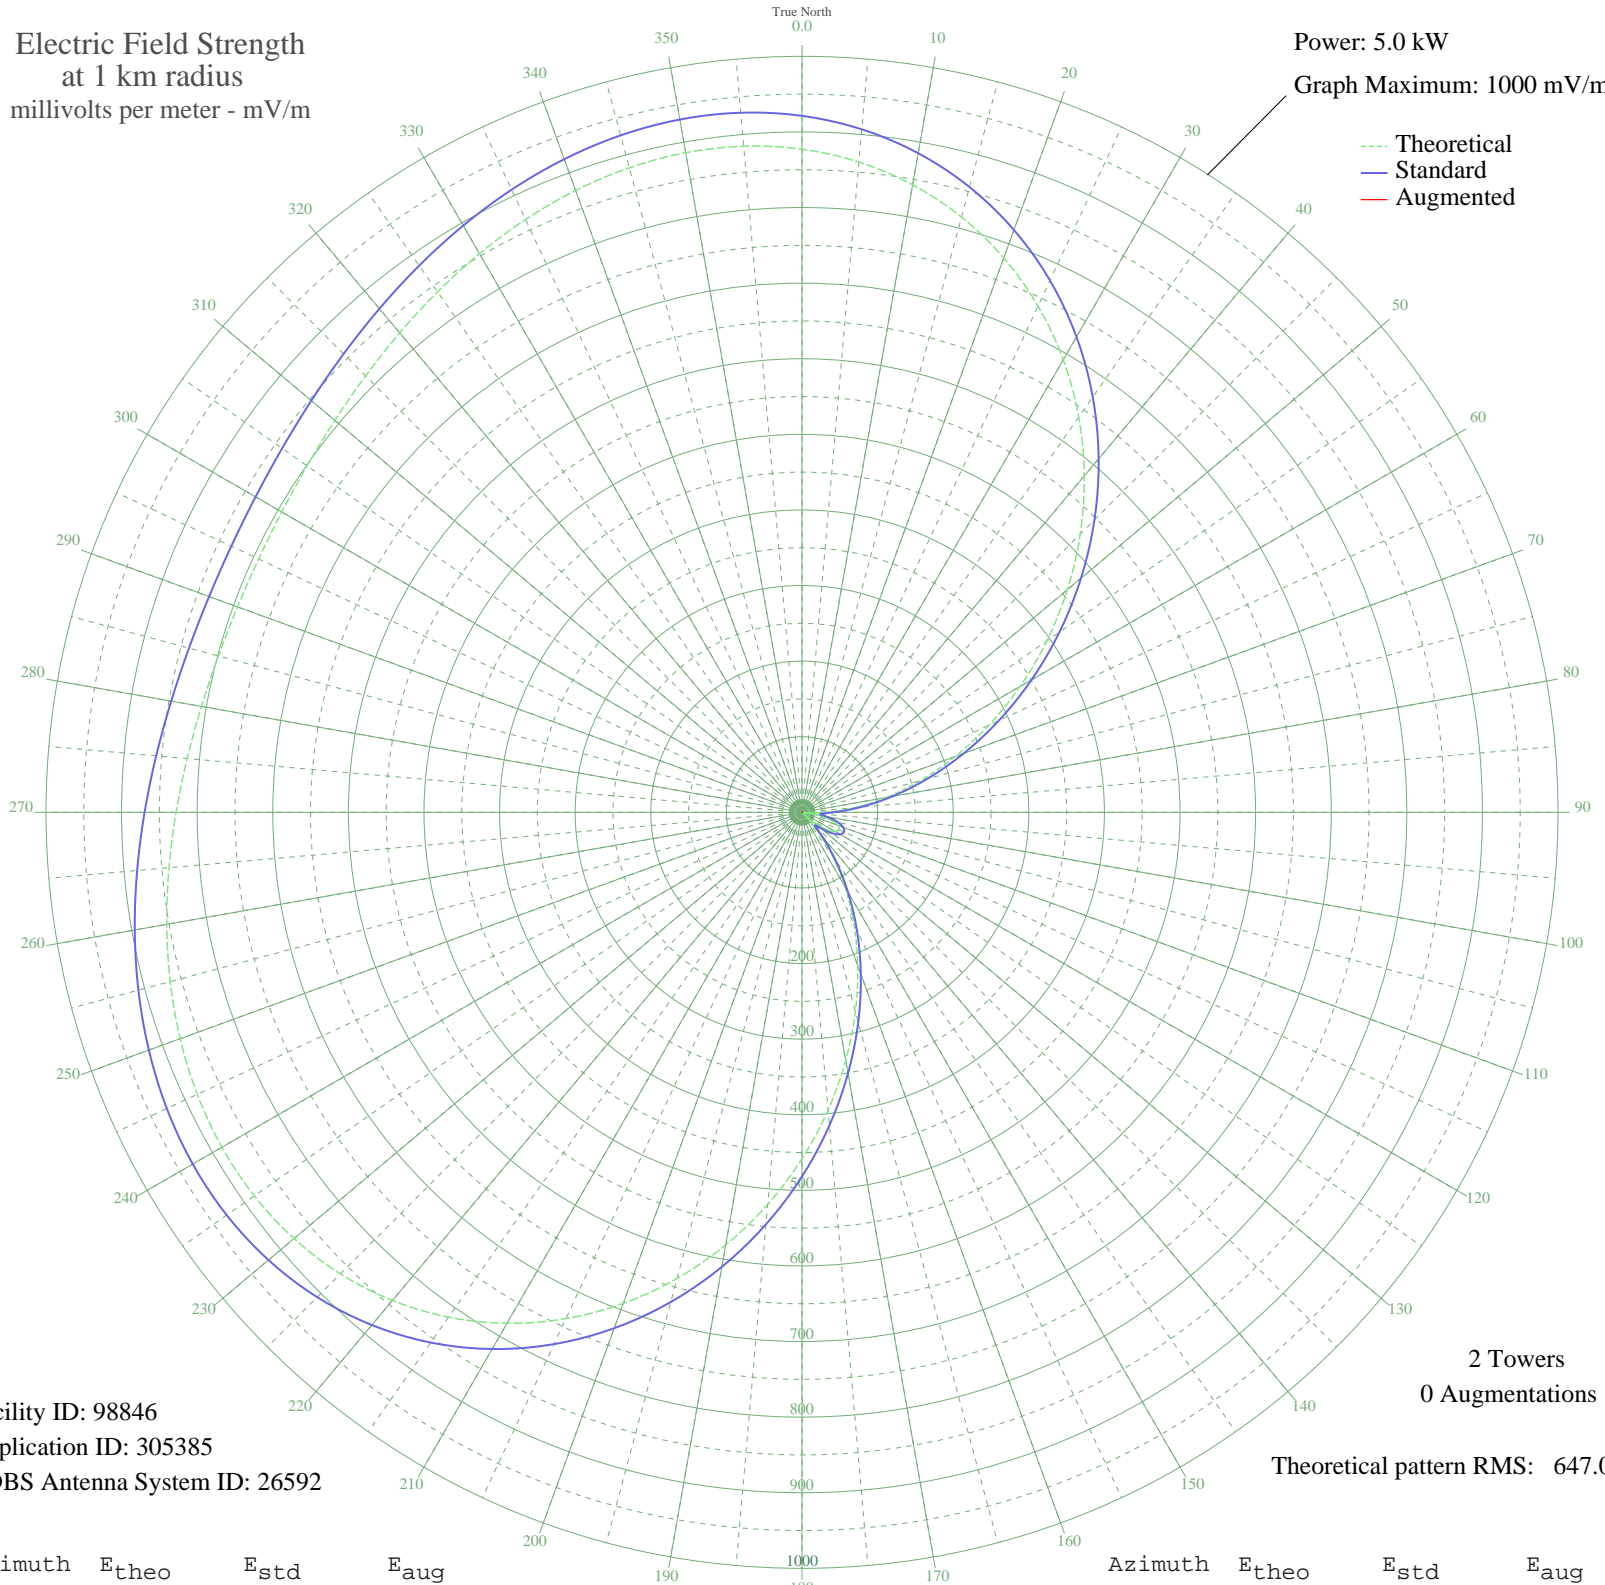 Electric Field Strength
at 1 km radius
millivolts per meter - mV/m
True North
0.0
10
20
30
40
50
60
70
80
90
100
110
120
130
140
150
160
170
190
200
210
220
230
240
250
260
270
280
290
300
310
320
330
340
350
Power: 5.0 kW
Graph Maximum: 1000 mV/m
Theoretical
Standard
Augmented
200
300
400
500
600
700
800
900
1000
2 Towers
0 Augmentations
Theoretical pattern RMS: 647.0
cility ID: 98846
plication ID: 305385
DBS Antenna System ID: 26592
imuth Etheo Estd Eaug
Azimuth Etheo Estd Eaug